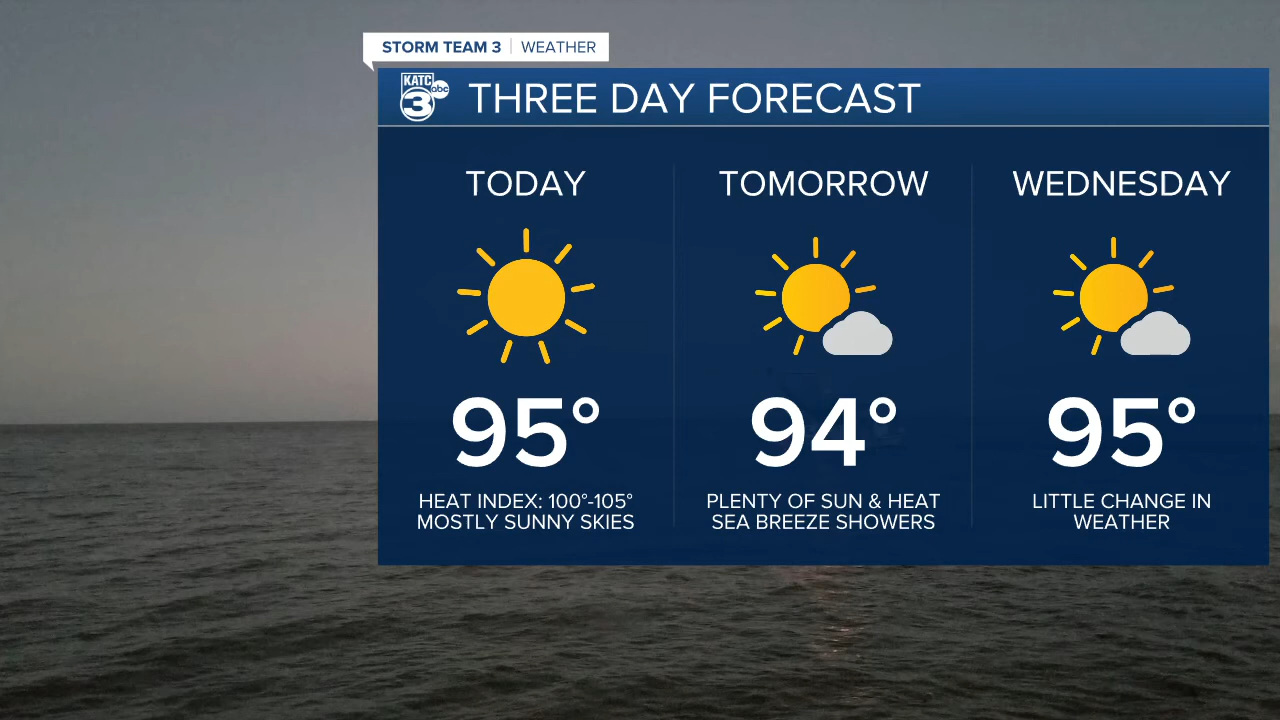 STORM TEAM 3 | WEATHER
KATC
abc
3
THREE DAY FORECAST
TODAY
95°
HEAT INDEX: 100°-105°
MOSTLY SUNNY SKIES
TOMORROW
94°
PLENTY OF SUN & HEAT
SEA BREEZE SHOWERS
WEDNESDAY
95°
LITTLE CHANGE IN
WEATHER